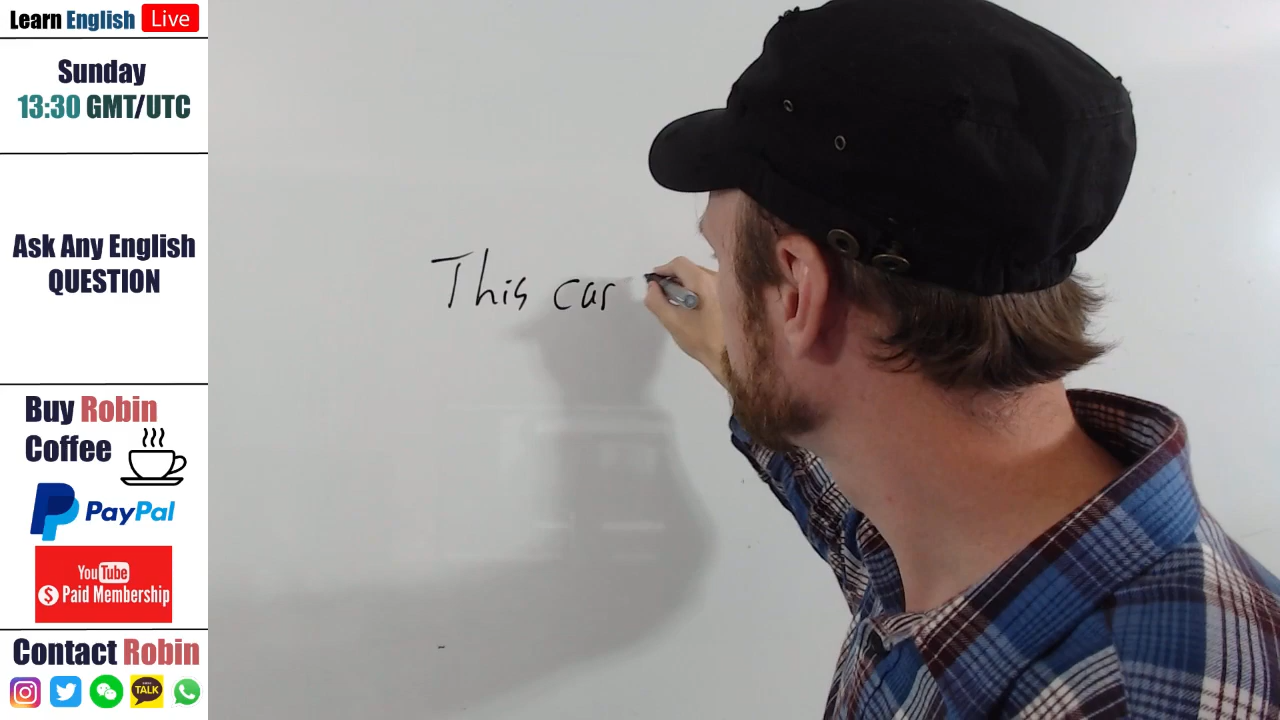 Learn English Live
Sunday
13:30 GMT/UTC
Ask Any English
QUESTION
This car
Buy Robin
Coffee
PayPal
YouTube
$ Paid Membership
Contact Robin
TALK